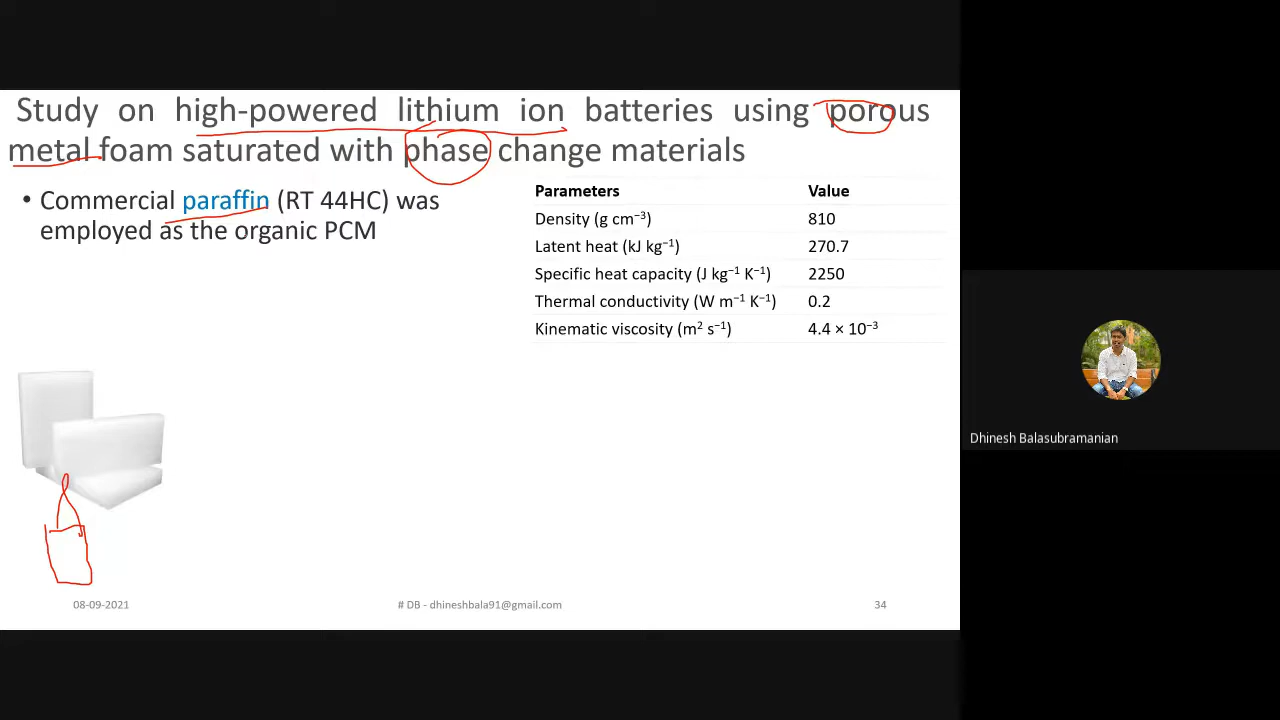 Study on high-powered lithium ion batteries using porous
metal foam saturated with phase change materials
• Commercial paraffin (RT 44HC) was
employed as the organic PCM
Parameters Value
Density (g cm⁻³) 810
Latent heat (kJ kg⁻¹) 270.7
Specific heat capacity (J kg⁻¹ K⁻¹) 2250
Thermal conductivity (W m⁻¹ K⁻¹) 0.2
Kinematic viscosity (m² s⁻¹) 4.4 × 10⁻³
Dhinesh Balasubramanian
08-09-2021 # DB - dhineshbala91@gmail.com 34